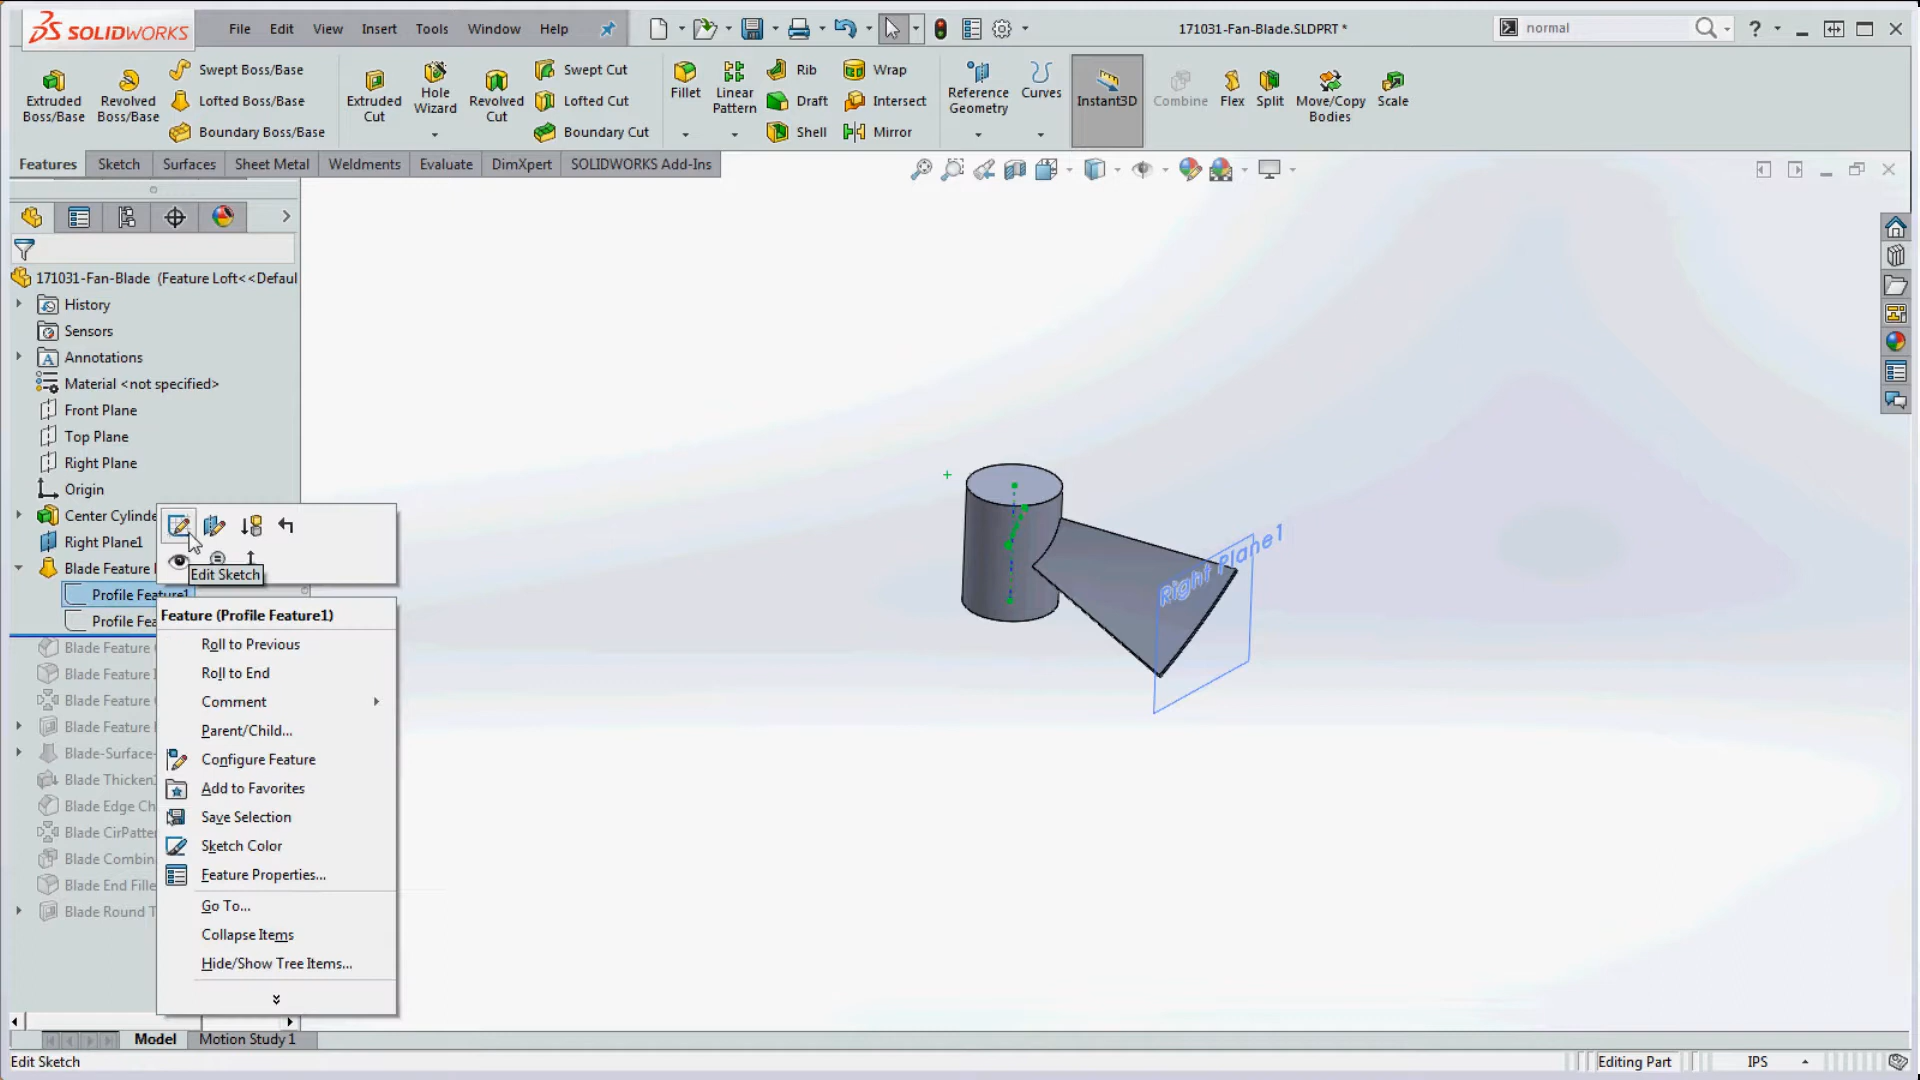 SOLIDWORKS
File Edit View Insert Tools Window Help
171031-Fan-Blade.SLDPRT *
normal
?
Extruded Boss/Base
Revolved Boss/Base
Swept Boss/Base
Lofted Boss/Base
Boundary Boss/Base
Extruded Cut
Hole Wizard
Revolved Cut
Swept Cut
Lofted Cut
Boundary Cut
Fillet
Linear Pattern
Rib
Draft
Shell
Wrap
Intersect
Mirror
Reference Geometry
Curves
Instant3D
Combine
Flex
Split
Move/Copy Bodies
Scale
Features Sketch Surfaces Sheet Metal Weldments Evaluate DimXpert SOLIDWORKS Add-Ins
171031-Fan-Blade (Feature Loft<<Defaul
History
Sensors
Annotations
Material <not specified>
Front Plane
Top Plane
Right Plane
Origin
Center Cylinde
Right Plane1
Blade Feature
Profile Feature1
Profile Fea
Blade Feature
Blade Feature
Blade Feature
Blade Feature
Blade-Surface-
Blade Thicken
Blade Edge Ch
Blade CirPatter
Blade Combin
Blade End Fille
Blade Round T
Edit Sketch
Feature (Profile Feature1)
Roll to Previous
Roll to End
Comment
Parent/Child...
Configure Feature
Add to Favorites
Save Selection
Sketch Color
Feature Properties...
Go To...
Collapse Items
Hide/Show Tree Items...
Right Plane1
Model Motion Study 1
Edit Sketch
Editing Part
IPS